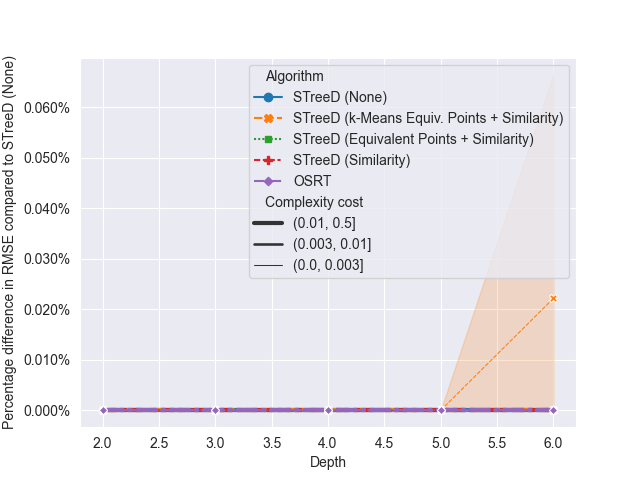 Percentage difference in RMSE compared to STreeD (None)
Algorithm
STreeD (None)
STreeD (k-Means Equiv. Points + Similarity)
STreeD (Equivalent Points + Similarity)
STreeD (Similarity)
OSRT
Complexity cost
(0.01, 0.5]
(0.003, 0.01]
(0.0, 0.003]
0.060%
0.050%
0.040%
0.030%
0.020%
0.010%
0.000%
2.0 2.5 3.0 3.5 4.0 4.5 5.0 5.5 6.0
Depth